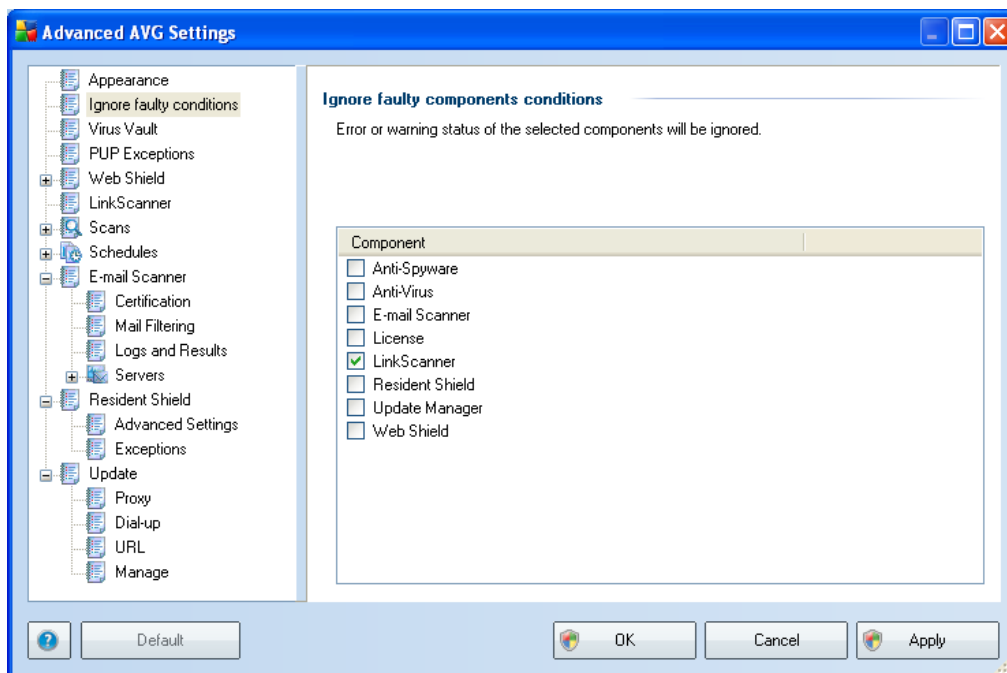 Advanced AVG Settings
Appearance
Ignore faulty conditions
Virus Vault
PUP Exceptions
Web Shield
LinkScanner
Scans
Schedules
E-mail Scanner
Certification
Mail Filtering
Logs and Results
Servers
Resident Shield
Advanced Settings
Exceptions
Update
Proxy
Dial-up
URL
Manage
Ignore faulty components conditions
Error or warning status of the selected components will be ignored.
Component
Anti-Spyware
Anti-Virus
E-mail Scanner
License
LinkScanner
Resident Shield
Update Manager
Web Shield
? Default OK Cancel Apply